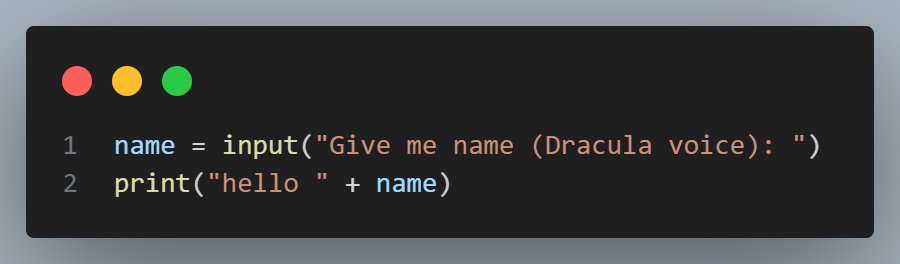 1 name = input("Give me name (Dracula voice): ")
2 print("hello " + name)